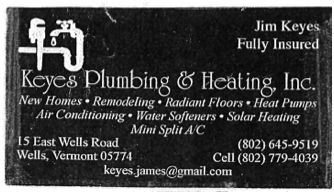 Jim Keyes
Fully Insured
Keyes Plumbing & Heating, Inc.
New Homes • Remodeling • Radiant Floors • Heat Pumps
Air Conditioning • Water Softeners • Solar Heating
Mini Split A/C
15 East Wells Road (802) 645-9519
Wells, Vermont 05774 Cell (802) 779-4039
keyes.james@gmail.com